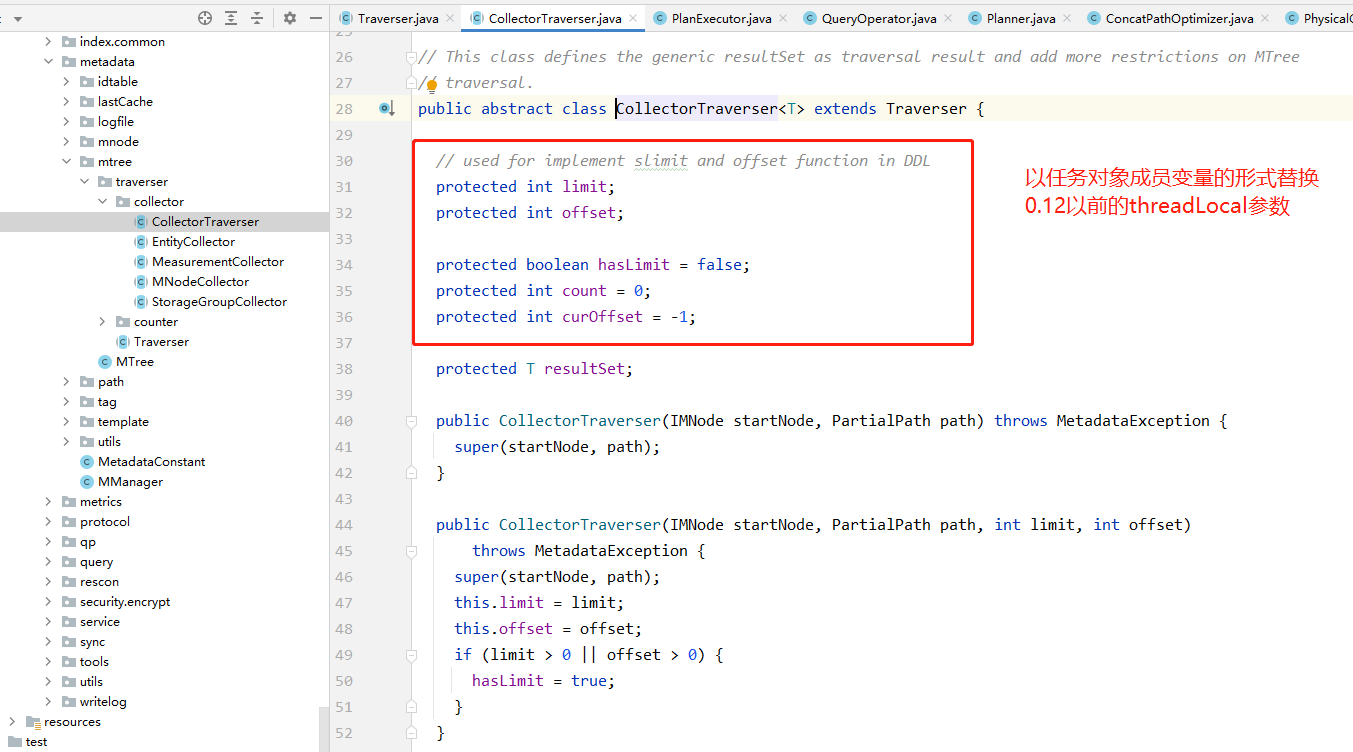 Traverser.java
CollectorTraverser.java
PlanExecutor.java
QueryOperator.java
Planner.java
ConcatPathOptimizer.java
Physical
index.common
metadata
idtable
lastCache
logfile
mnode
mtree
traverser
collector
CollectorTraverser
EntityCollector
MeasurementCollector
MNodeCollector
StorageGroupCollector
counter
Traverser
MTree
path
tag
template
utils
MetadataConstant
MManager
metrics
protocol
qp
query
rescon
security.encrypt
service
sync
tools
utils
writelog
resources
test
25
26 // This class defines the generic resultSet as traversal result and add more restrictions on MTree
27 // traversal.
28 public abstract class CollectorTraverser<T> extends Traverser {
29
30 // used for implement slimit and offset function in DDL
31 protected int limit;
32 protected int offset;
33
34 protected boolean hasLimit = false;
35 protected int count = 0;
36 protected int curOffset = -1;
37
38 protected T resultSet;
39
40 public CollectorTraverser(IMNode startNode, PartialPath path) throws MetadataException {
41 super(startNode, path);
42 }
43
44 public CollectorTraverser(IMNode startNode, PartialPath path, int limit, int offset)
45 throws MetadataException {
46 super(startNode, path);
47 this.limit = limit;
48 this.offset = offset;
49 if (limit > 0 || offset > 0) {
50 hasLimit = true;
51 }
52 }
以任务对象成员变量的形式替换
0.12以前的threadLocal参数